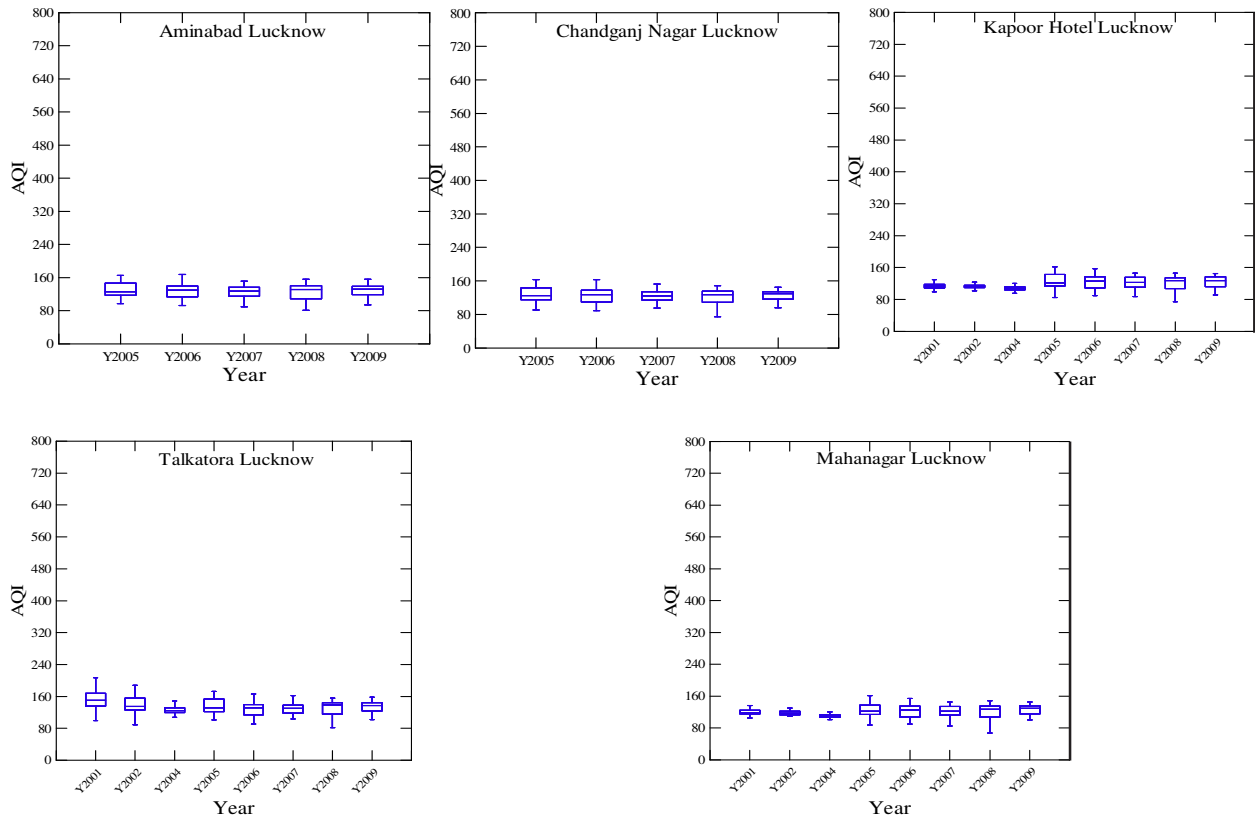 Aminabad Lucknow
800
720
640
560
480
400
320
240
160
80
0
AQI
Y2005 Y2006 Y2007 Y2008 Y2009
Year
Chandganj Nagar Lucknow
800
720
640
560
480
400
320
240
160
80
0
AQI
Y2005 Y2006 Y2007 Y2008 Y2009
Year
Kapoor Hotel Lucknow
800
720
640
560
480
400
320
240
160
80
0
AQI
Y2001 Y2002 Y2004 Y2005 Y2006 Y2007 Y2008 Y2009
Year
Talkatora Lucknow
800
720
640
560
480
400
320
240
160
80
0
AQI
Y2001 Y2002 Y2004 Y2005 Y2006 Y2007 Y2008 Y2009
Year
Mahanagar Lucknow
800
720
640
560
480
400
320
240
160
80
0
AQI
Y2001 Y2002 Y2004 Y2005 Y2006 Y2007 Y2008 Y2009
Year